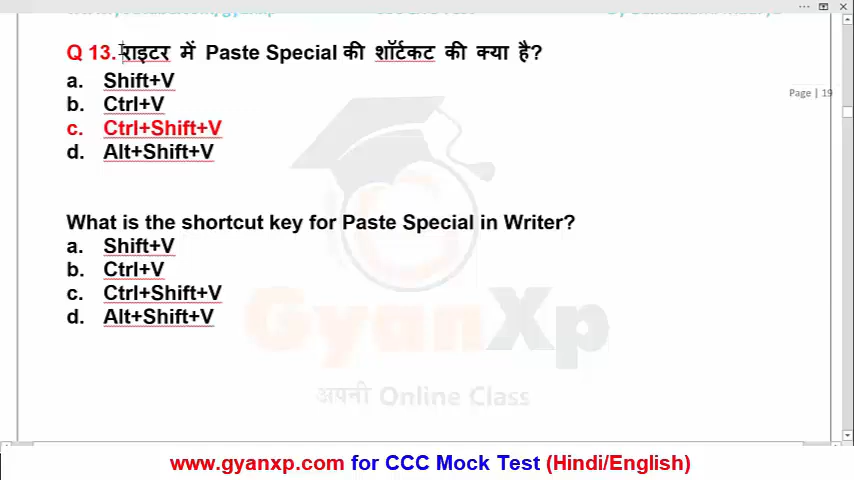 Q 13. राइटर में Paste Special की शॉर्टकट की क्या है?
a. Shift+V
Page | 19
b. Ctrl+V
c. Ctrl+Shift+V
d. Alt+Shift+V
What is the shortcut key for Paste Special in Writer?
a. Shift+V
b. Ctrl+V
c. Ctrl+Shift+V
d. Alt+Shift+V
GyanXp
अपनी Online Class
www.gyanxp.com for CCC Mock Test (Hindi/English)